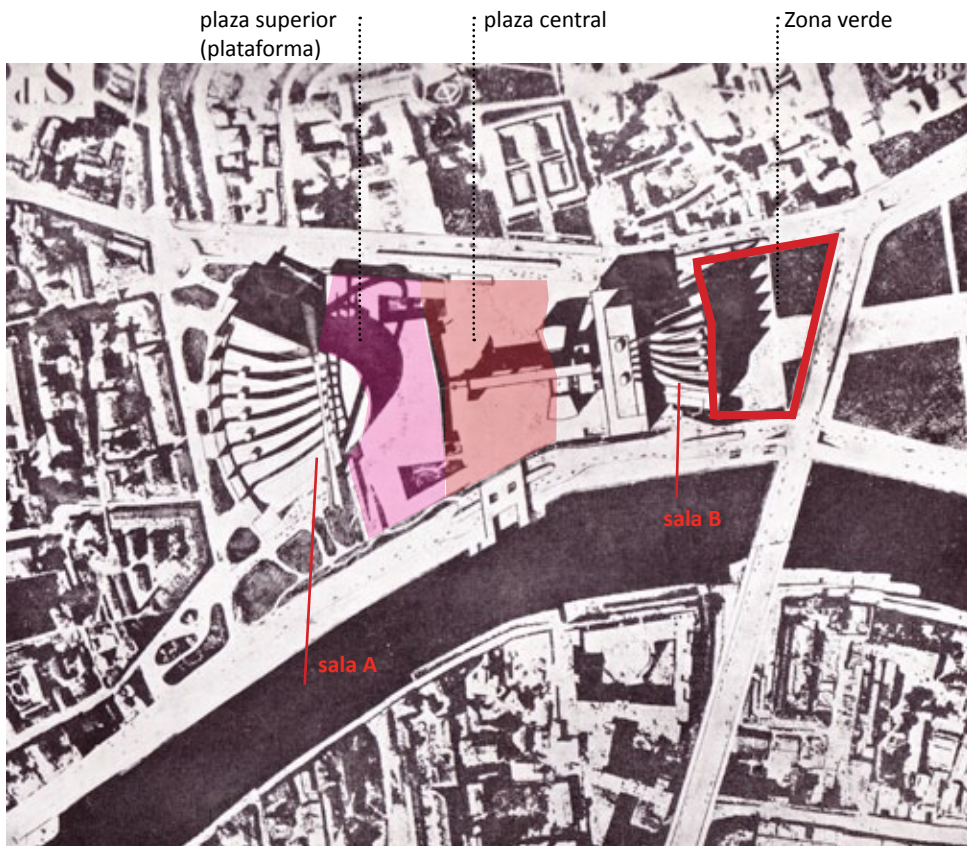 plaza superior
(plataforma)
plaza central
Zona verde
sala B
sala A